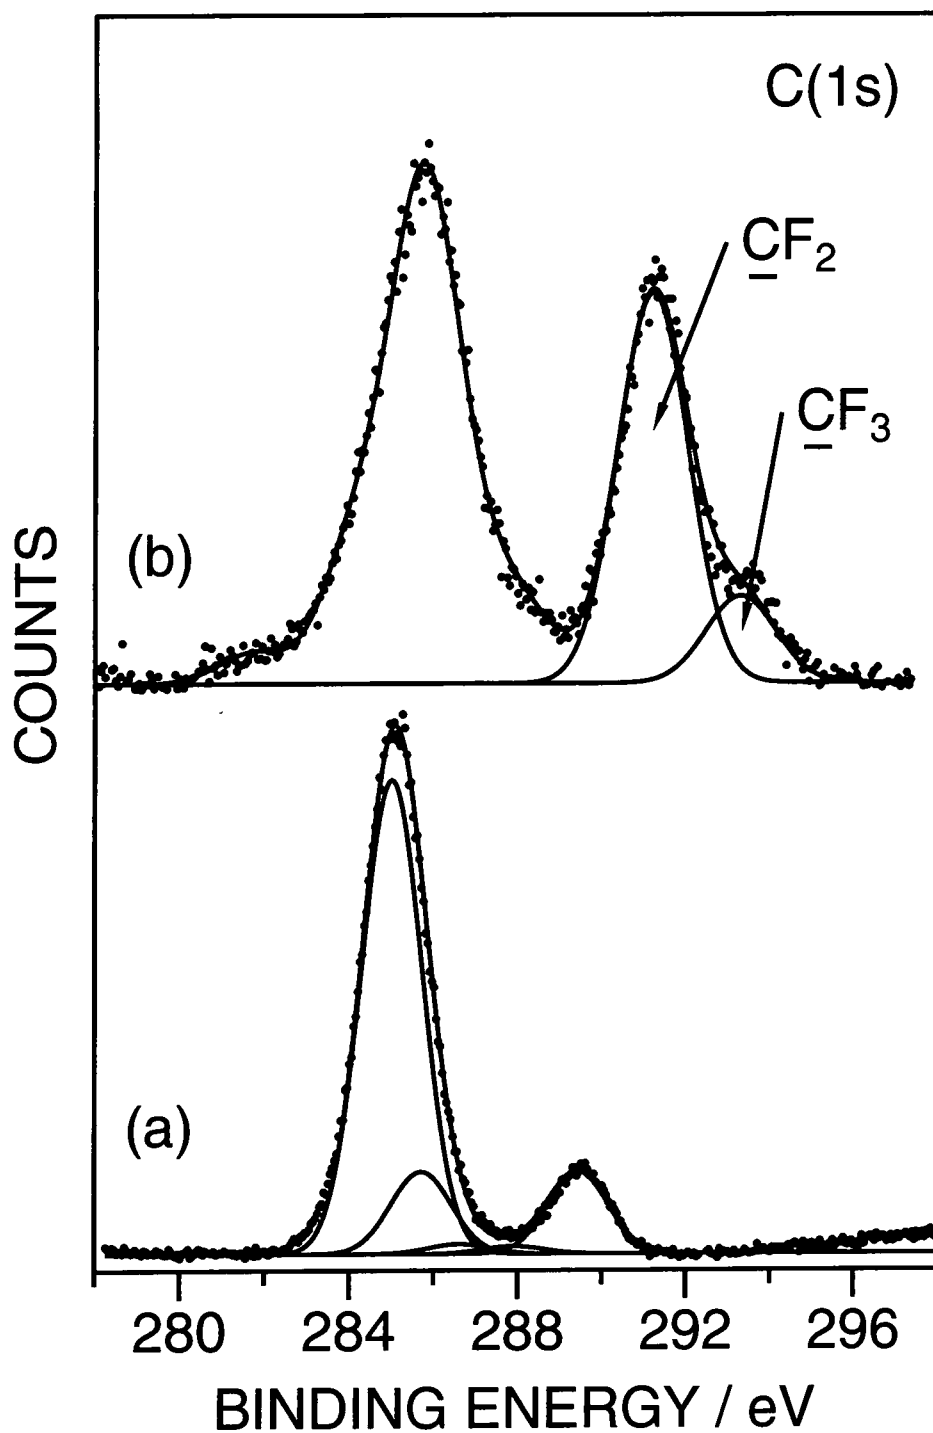 C(1s)
CF2
CF3
(b)
COUNTS
(a)
280 284 288 292 296
BINDING ENERGY / eV